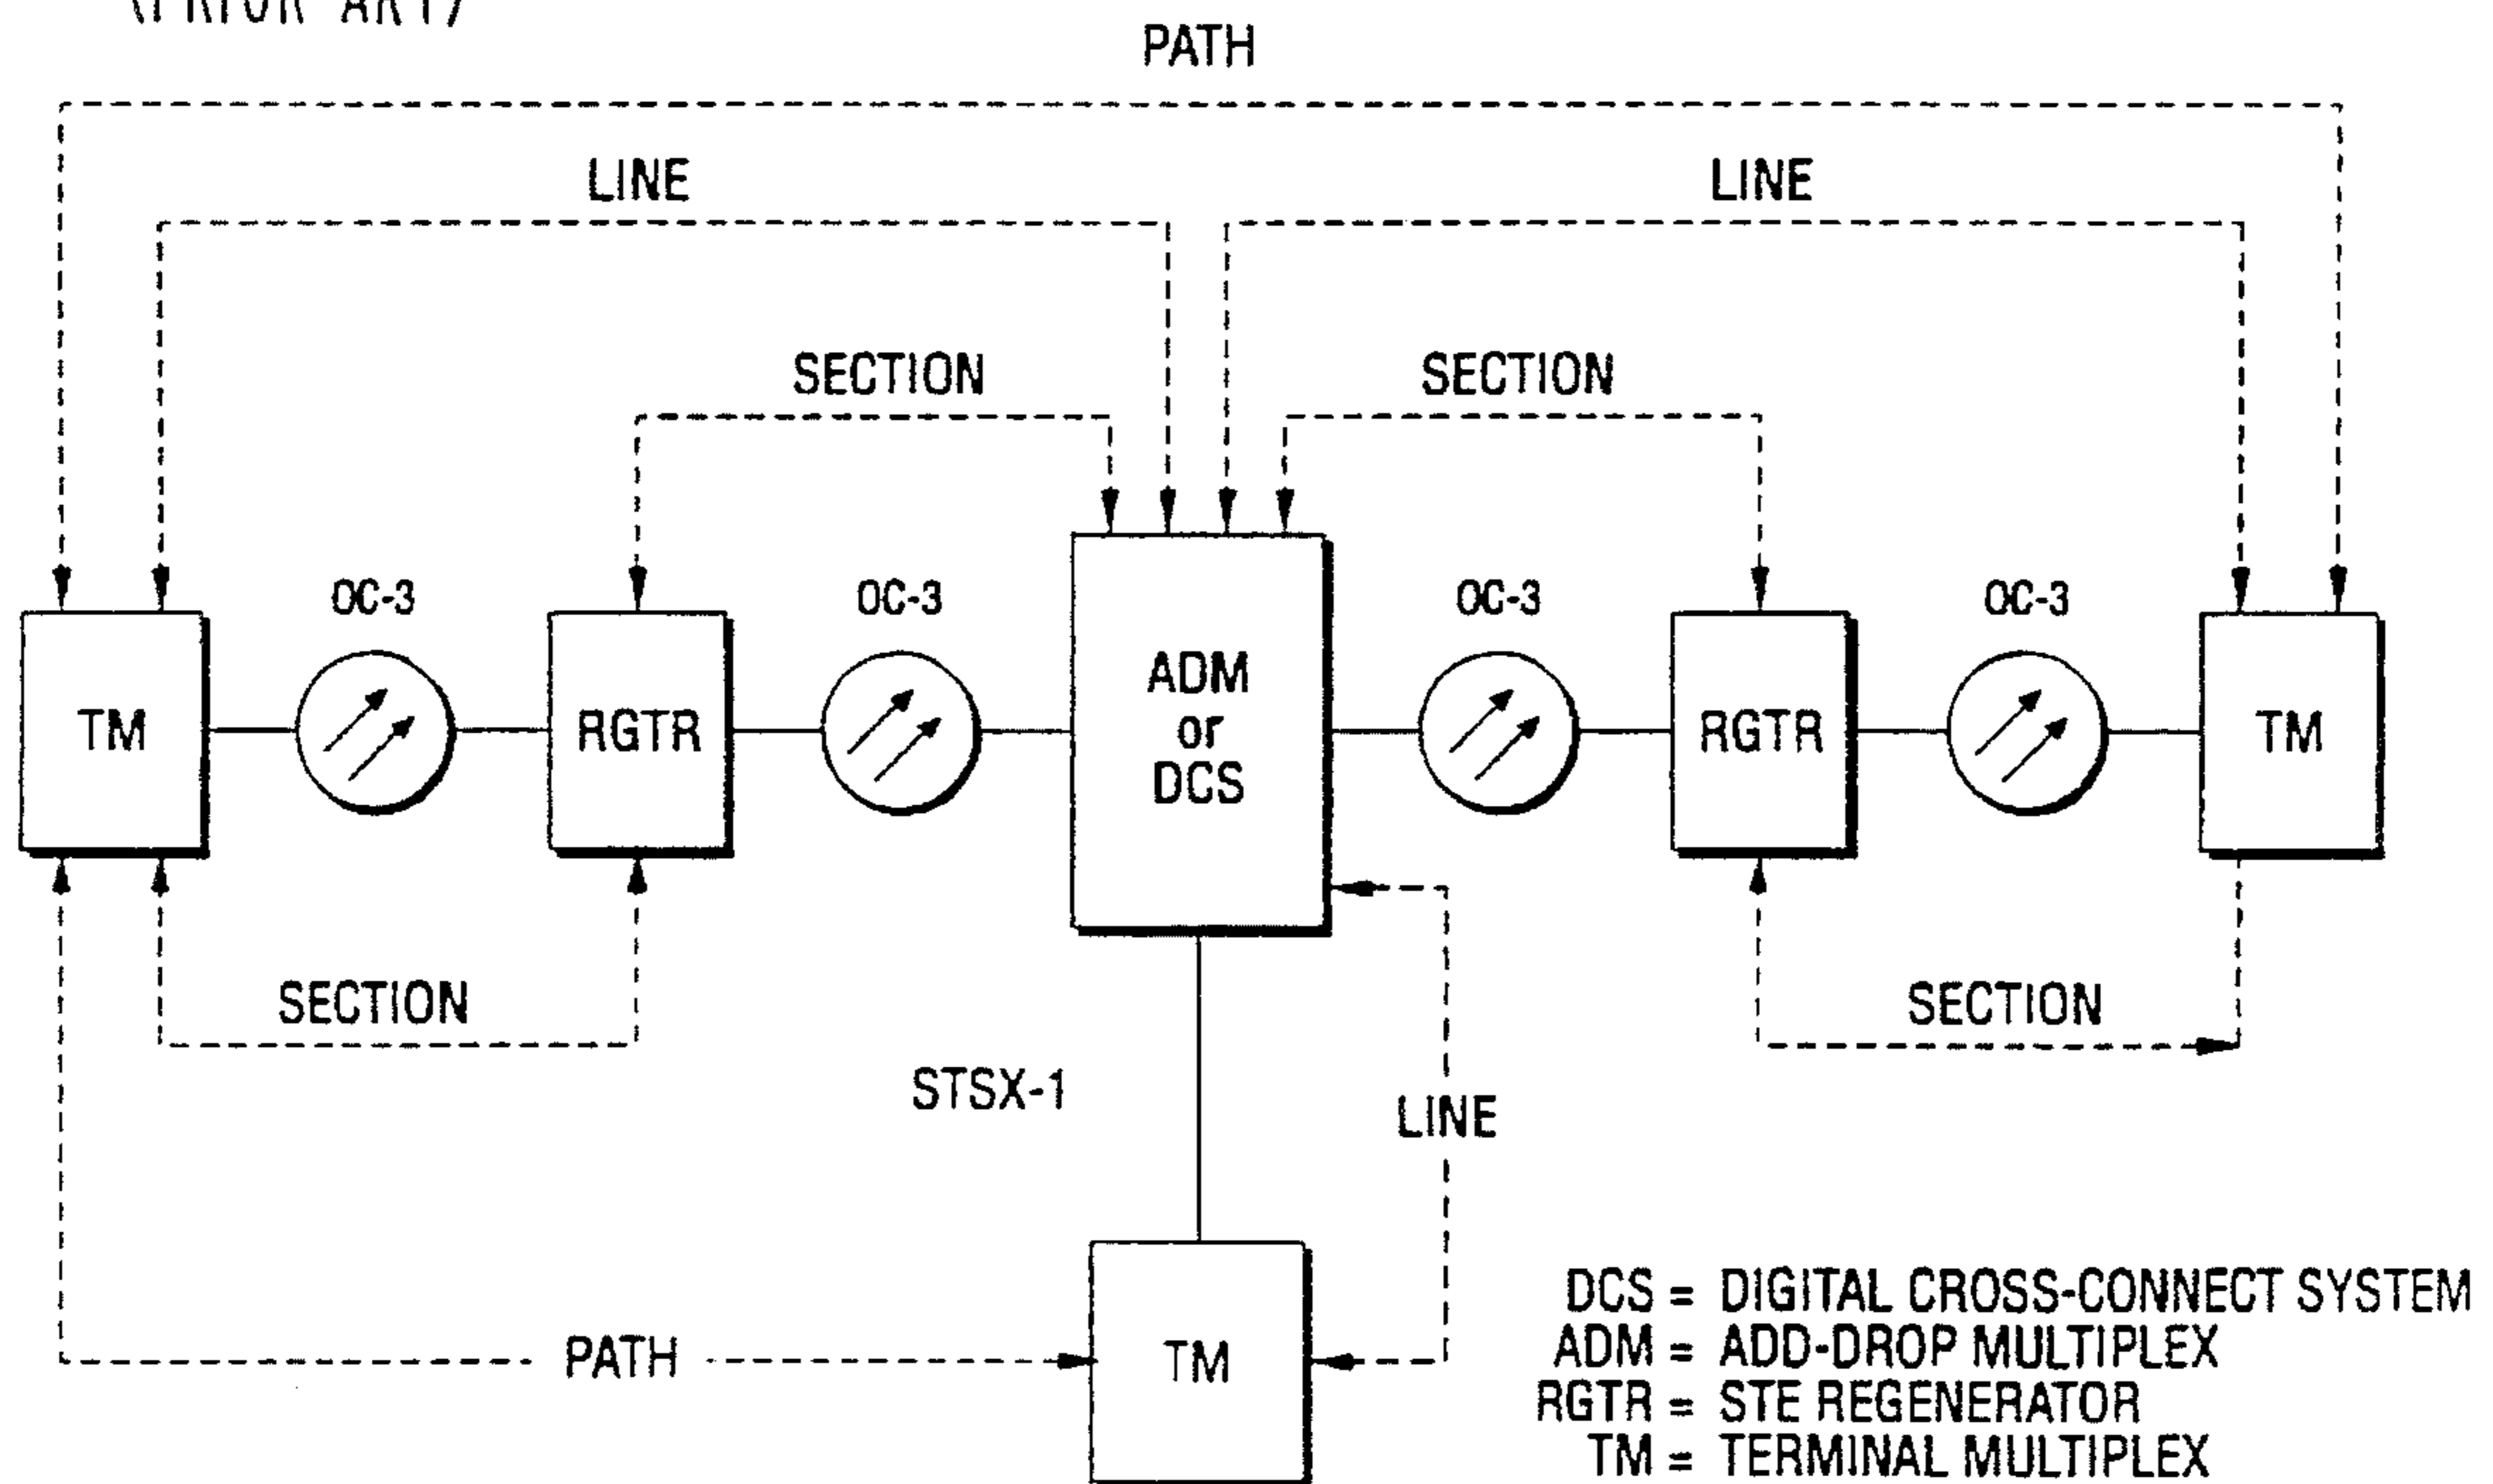 (PRIOR ART)
PATH
LINE
LINE
SECTION
SECTION
OC-3
OC-3
OC-3
OC-3
TM
RGTR
ADM
or
DCS
RGTR
TM
SECTION
SECTION
STSX-1
LINE
PATH
TM
DCS = DIGITAL CROSS-CONNECT SYSTEM
ADM = ADD-DROP MULTIPLEX
RGTR = STE REGENERATOR
TM = TERMINAL MULTIPLEX